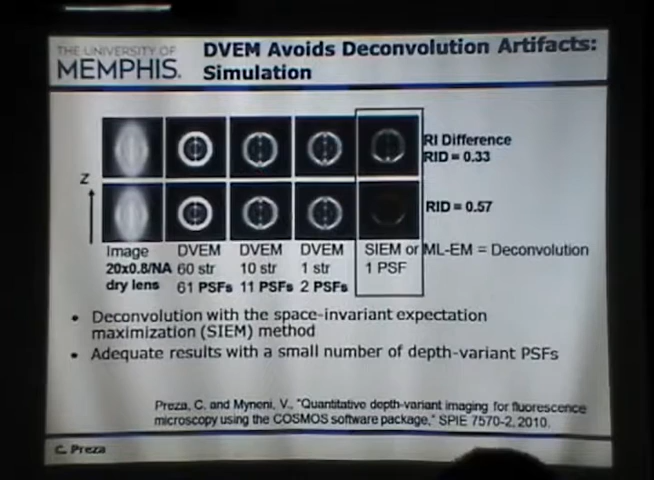 THE UNIVERSITY OF
MEMPHIS.
DVEM Avoids Deconvolution Artifacts:
Simulation
RI Difference
RID = 0.33
Z
RID = 0.57
Image DVEM DVEM DVEM SIEM or ML-EM = Deconvolution
20x0.8/NA 60 str 10 str 1 str 1 PSF
dry lens 61 PSFs 11 PSFs 2 PSFs
• Deconvolution with the space-invariant expectation
maximization (SIEM) method
• Adequate results with a small number of depth-variant PSFs
Preza, C. and Myneni, V., "Quantitative depth-variant imaging for fluorescence
microscopy using the COSMOS software package," SPIE 7570-2, 2010.
C. Preza